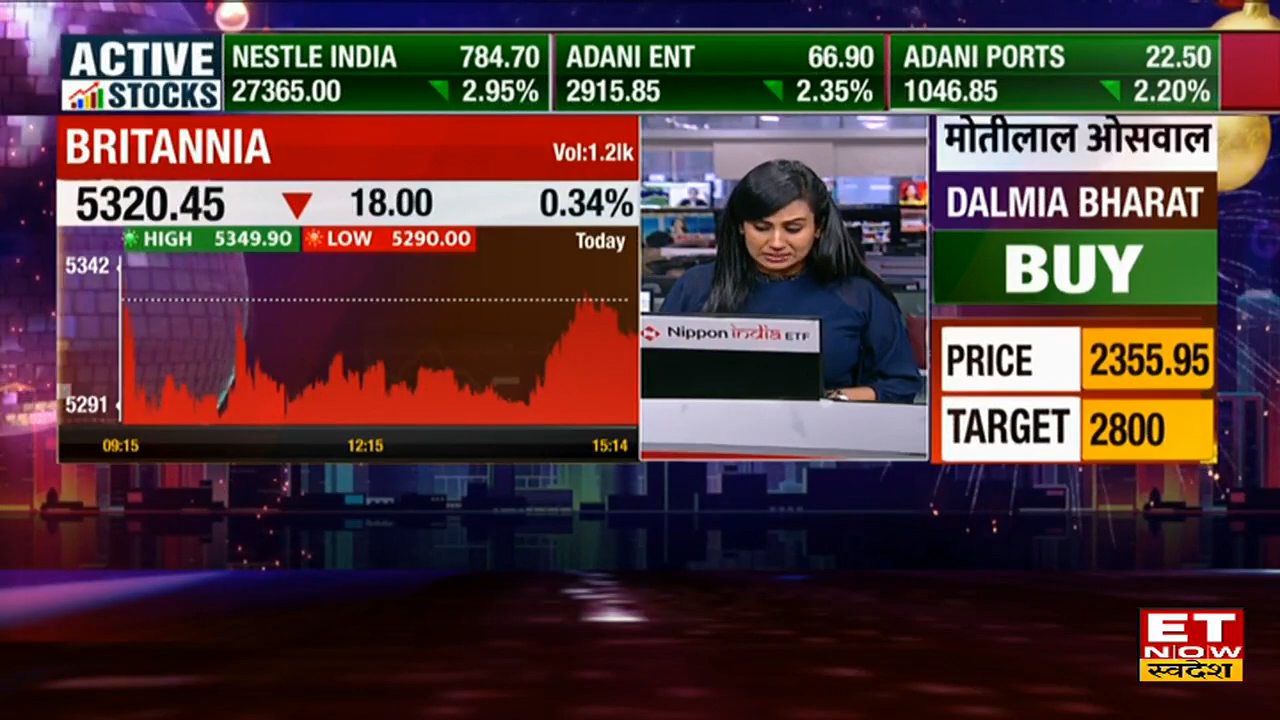 ACTIVE STOCKS
NESTLE INDIA 784.70
27365.00 2.95%
ADANI ENT 66.90
2915.85 2.35%
ADANI PORTS 22.50
1046.85 2.20%
BRITANNIA Vol:1.2lk
5320.45 18.00 0.34%
HIGH 5349.90 LOW 5290.00 Today
5342
5291
09:15 12:15 15:14
Nippon india ETF
मोतीलाल ओसवाल
DALMIA BHARAT
BUY
PRICE 2355.95
TARGET 2800
ET
NOW
स्वदेश